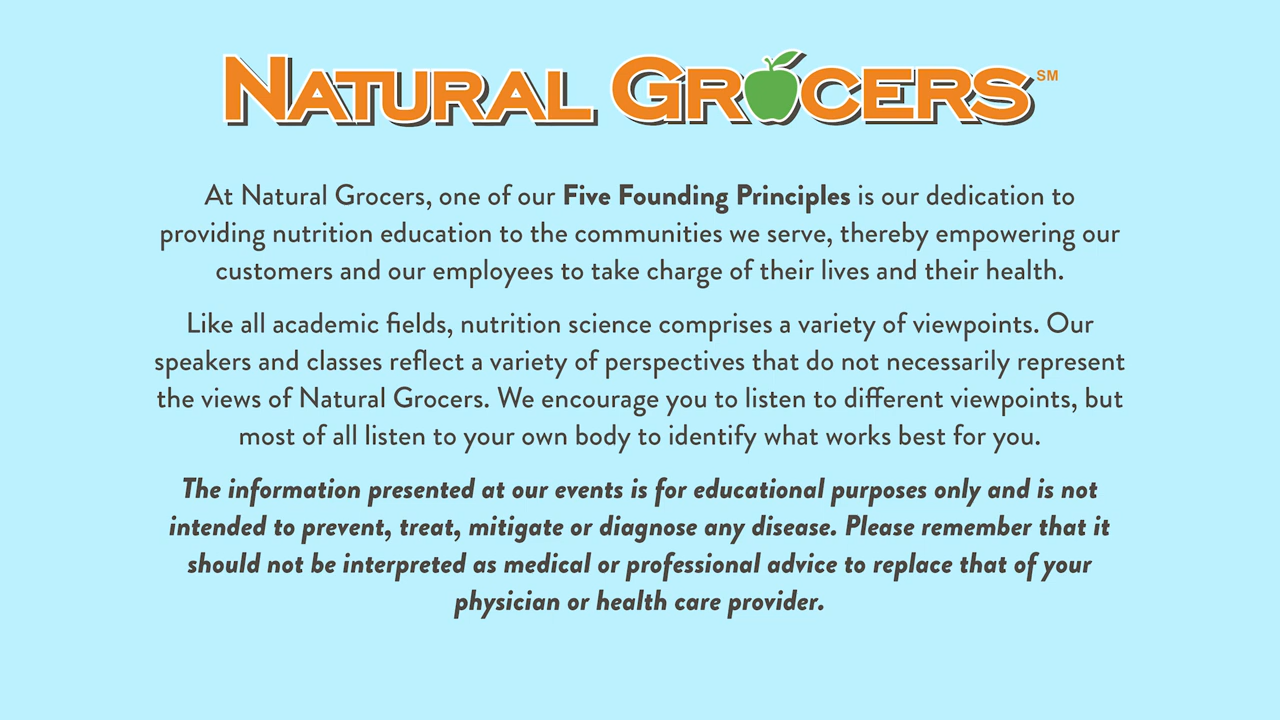 NATURAL GROCERS SM
At Natural Grocers, one of our Five Founding Principles is our dedication to
providing nutrition education to the communities we serve, thereby empowering our
customers and our employees to take charge of their lives and their health.
Like all academic fields, nutrition science comprises a variety of viewpoints. Our
speakers and classes reflect a variety of perspectives that do not necessarily represent
the views of Natural Grocers. We encourage you to listen to different viewpoints, but
most of all listen to your own body to identify what works best for you.
The information presented at our events is for educational purposes only and is not
intended to prevent, treat, mitigate or diagnose any disease. Please remember that it
should not be interpreted as medical or professional advice to replace that of your
physician or health care provider.